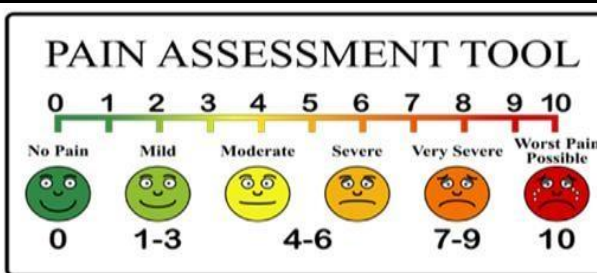 PAIN ASSESSMENT TOOL
0 1 2 3 4 5 6 7 8 9 10
No Pain Mild Moderate Severe Very Severe Worst Pain
Possible
0 1-3 4-6 7-9 10